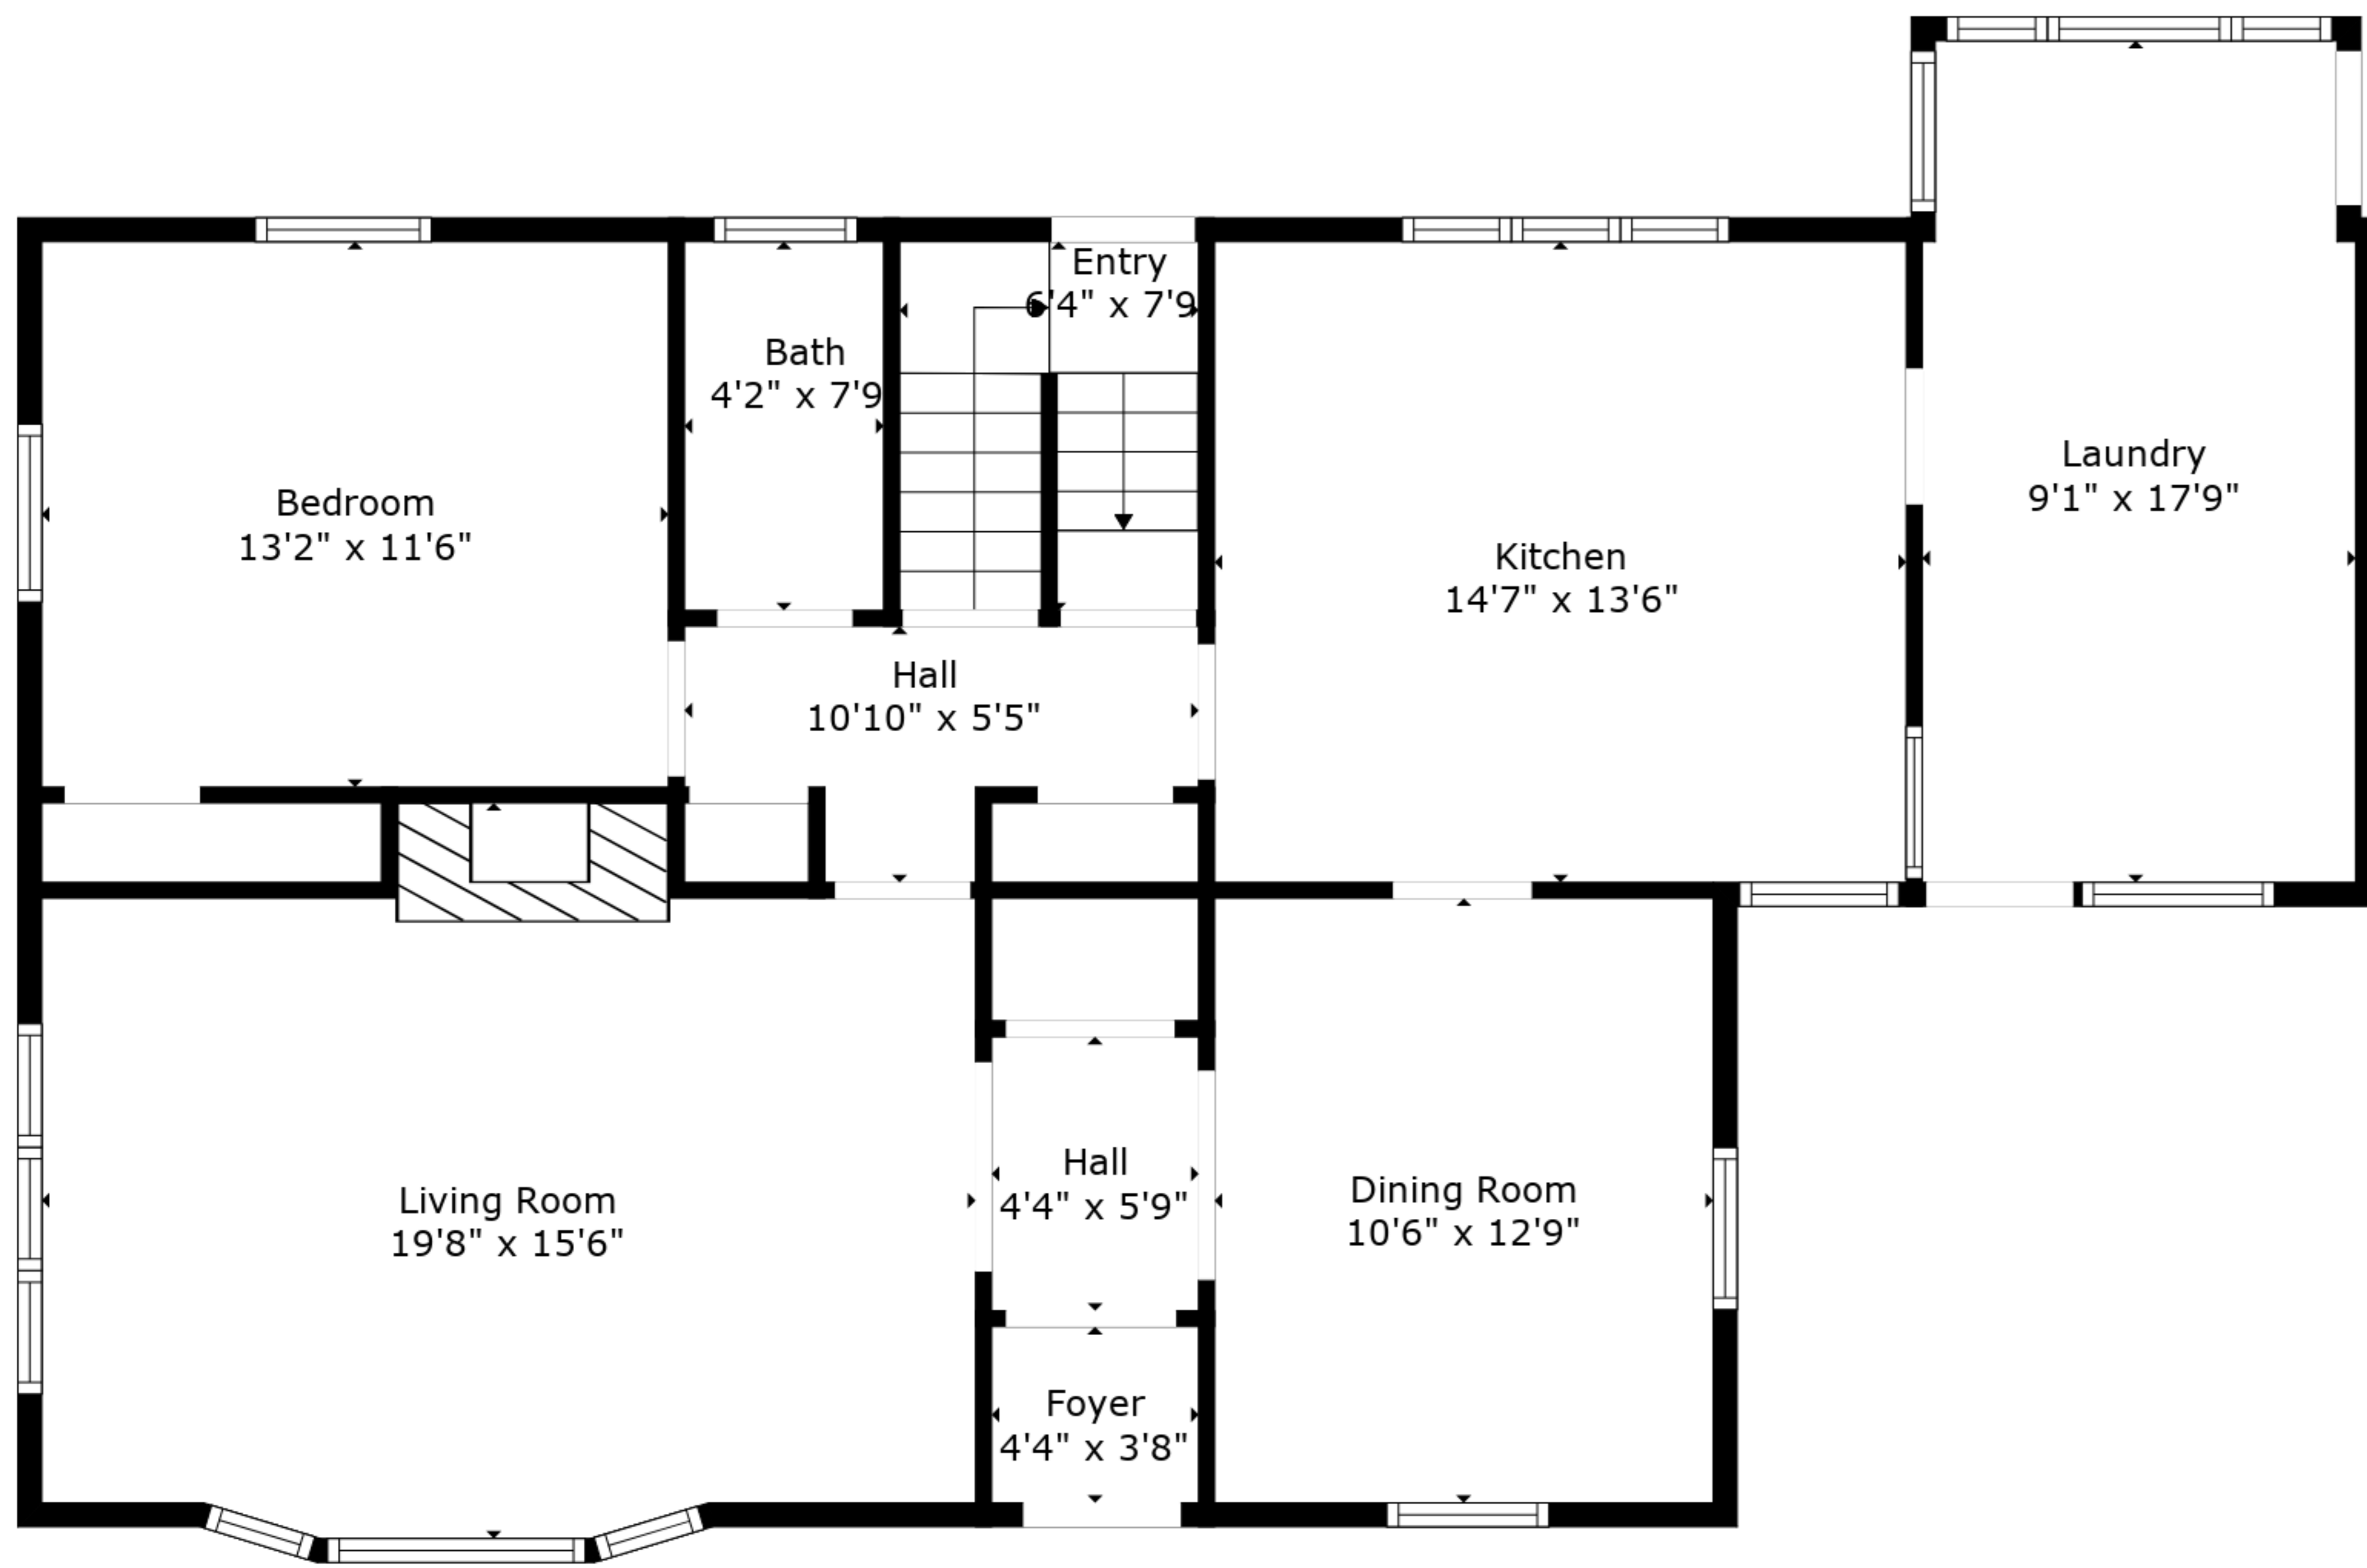 Entry
6'4" x 7'9
Bath
4'2" x 7'9
Bedroom
13'2" x 11'6"
Laundry
9'1" x 17'9"
Kitchen
14'7" x 13'6"
Hall
10'10" x 5'5"
Living Room
19'8" x 15'6"
Hall
4'4" x 5'9"
Dining Room
10'6" x 12'9"
Foyer
4'4" x 3'8"